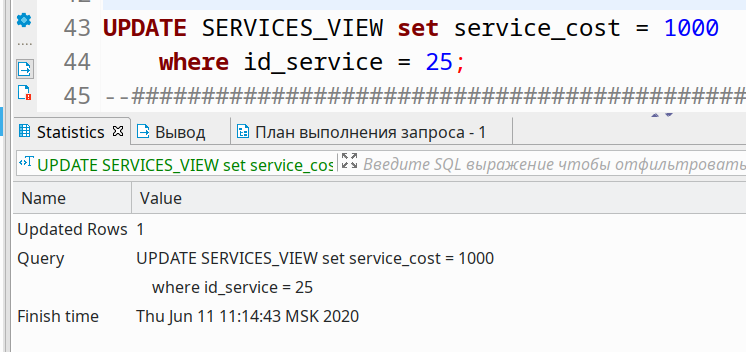 43 UPDATE SERVICES_VIEW set service_cost = 1000
44 where id_service = 25;
45 --############################################
Statistics Вывод План выполнения запроса - 1
UPDATE SERVICES_VIEW set service_cos Введите SQL выражение чтобы отфильтровать
Name Value
Updated Rows 1
Query UPDATE SERVICES_VIEW set service_cost = 1000
where id_service = 25
Finish time Thu Jun 11 11:14:43 MSK 2020